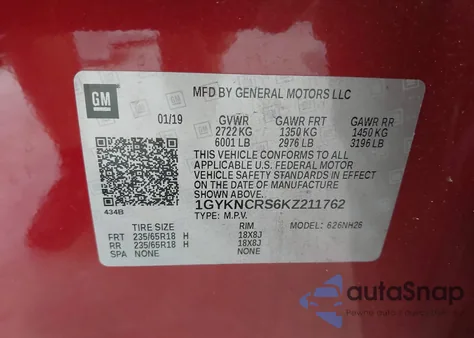 GM
MFD BY GENERAL MOTORS LLC
01/19 GVWR GAWR FRT GAWR RR
2722 KG 1350 KG 1450 KG
6001 LB 2976 LB 3196 LB
THIS VEHICLE CONFORMS TO ALL
APPLICABLE U.S. FEDERAL MOTOR
VEHICLE SAFETY STANDARDS IN
EFFECT ON THE DATE OF MANUFACTURE
SHOWN ABOVE.
1GYKNCRS6KZ211762
434B
TYPE: M.P.V. MODEL: 626NH26
TIRE SIZE RIM
FRT 235/65R18 H 18X8J
RR 235/65R18 H 18X8J
SPA NONE NONE
autoSnap
Pewne auta z